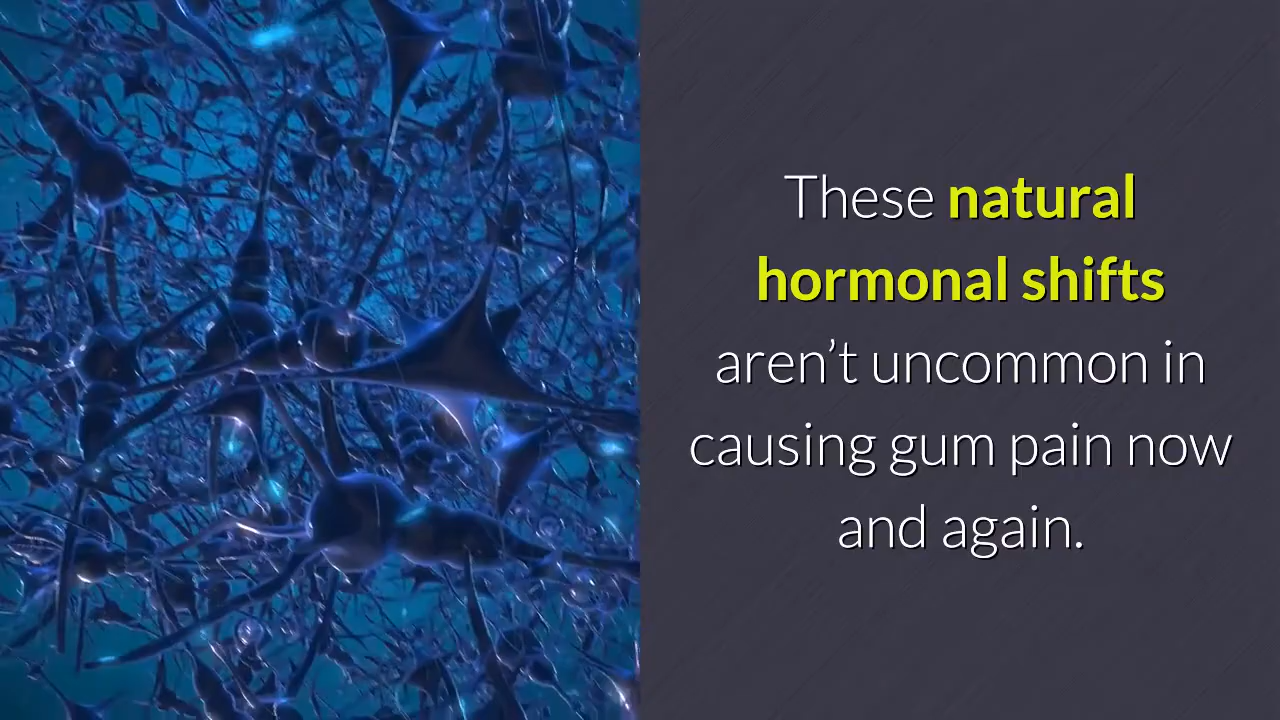 These natural
hormonal shifts
aren’t uncommon in
causing gum pain now
and again.